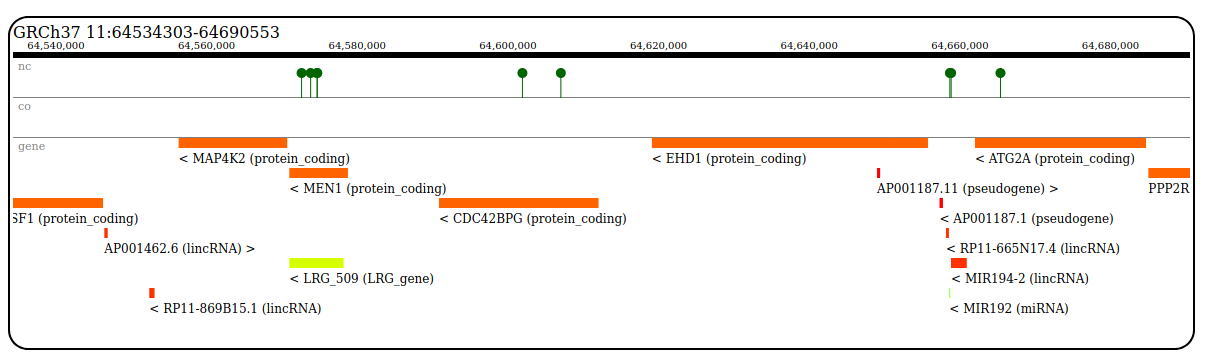 GRCh37 11:64534303-64690553
64,540,000 64,560,000 64,580,000 64,600,000 64,620,000 64,640,000 64,660,000 64,680,000
nc
co
gene
< MAP4K2 (protein_coding) < EHD1 (protein_coding) < ATG2A (protein_coding)
< MEN1 (protein_coding) AP001187.11 (pseudogene) > PPP2R
SF1 (protein_coding) < CDC42BPG (protein_coding) < AP001187.1 (pseudogene)
AP001462.6 (lincRNA) > < RP11-665N17.4 (lincRNA)
< LRG_509 (LRG_gene) < MIR194-2 (lincRNA)
< RP11-869B15.1 (lincRNA) < MIR192 (miRNA)